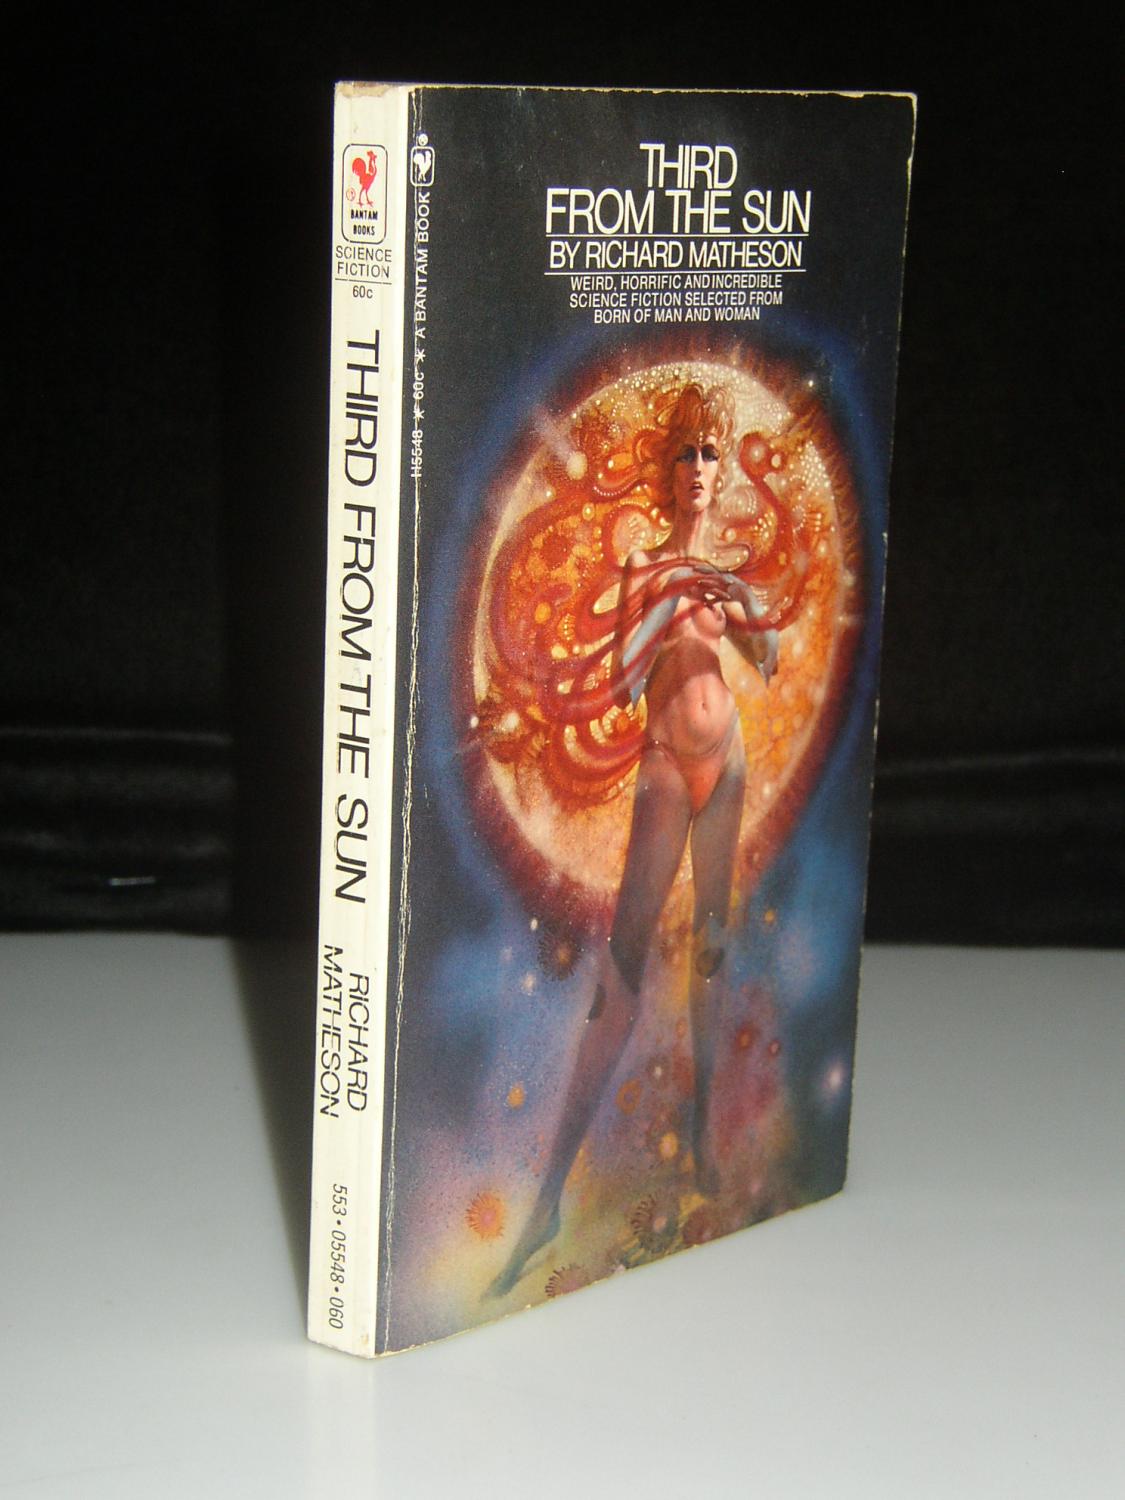 THIRD
FROM THE SUN
BY RICHARD MATHESON
WEIRD, HORRIFIC AND INCREDIBLE
SCIENCE FICTION SELECTED FROM
BORN OF MAN AND WOMAN
H5548 * 60c * A BANTAM BOOK
®
BANTAM
BOOKS
SCIENCE
FICTION
60c
THIRD FROM THE SUN
RICHARD
MATHESON
553•05548•060